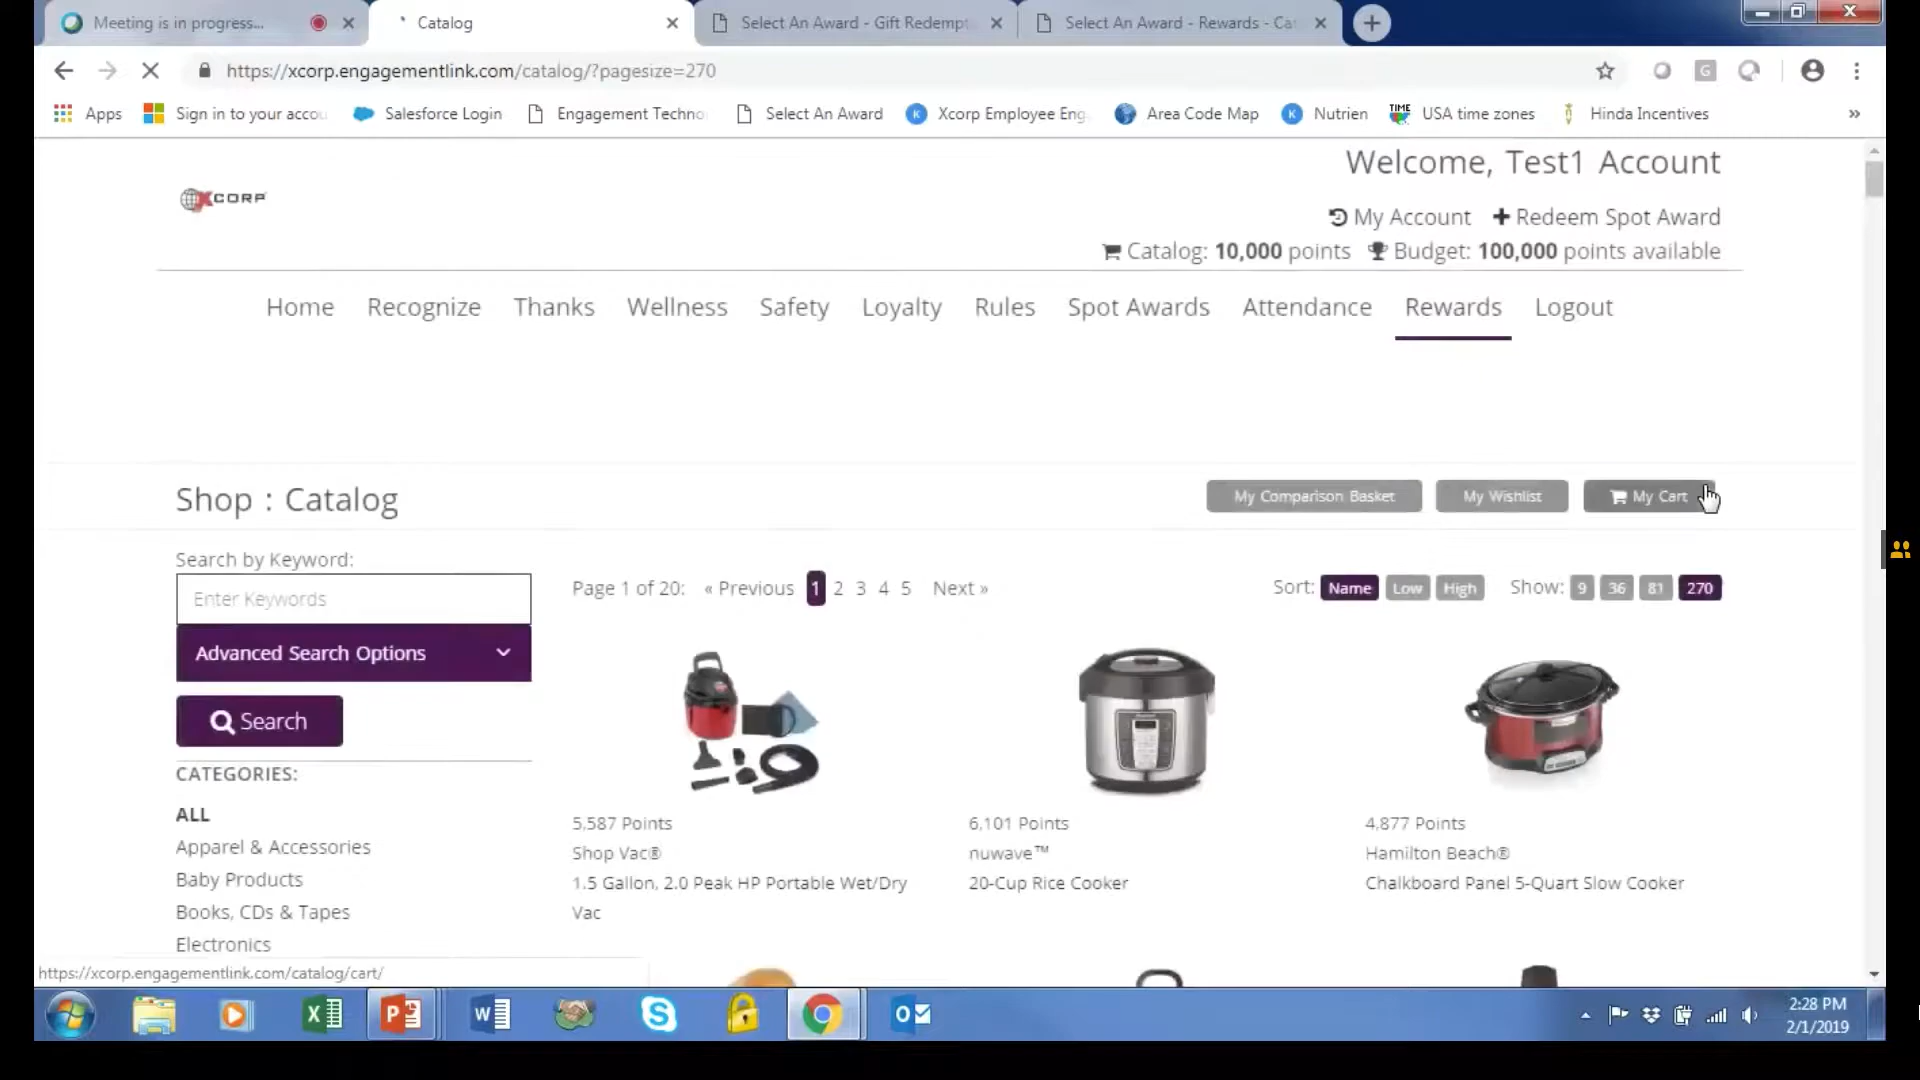 Meeting is in progress...
Catalog
Select An Award - Gift Redempt
Select An Award - Rewards - Cat
https://xcorp.engagementlink.com/catalog/?pagesize=270
G
Apps
Sign in to your accou
Salesforce Login
Engagement Techno
Select An Award
K
Xcorp Employee Eng
Area Code Map
K
Nutrien
TIME
USA time zones
Hinda Incentives
»
XCORP
Welcome, Test1 Account
My Account
Redeem Spot Award
Catalog: 10,000 points
Budget: 100,000 points available
Home Recognize Thanks Wellness Safety Loyalty Rules Spot Awards Attendance Rewards Logout
Shop : Catalog
My Comparison Basket
My Wishlist
My Cart
Search by Keyword:
Enter Keywords
Advanced Search Options
Search
CATEGORIES:
ALL
Apparel & Accessories
Baby Products
Books, CDs & Tapes
Electronics
Page 1 of 20: « Previous 1 2 3 4 5 Next »
Sort: Name Low High Show: 9 36 81 270
5,587 Points
Shop Vac®
1.5 Gallon, 2.0 Peak HP Portable Wet/Dry
Vac
6,101 Points
nuwave™
20-Cup Rice Cooker
4,877 Points
Hamilton Beach®
Chalkboard Panel 5-Quart Slow Cooker
https://xcorp.engagementlink.com/catalog/cart/
2:28 PM
2/1/2019